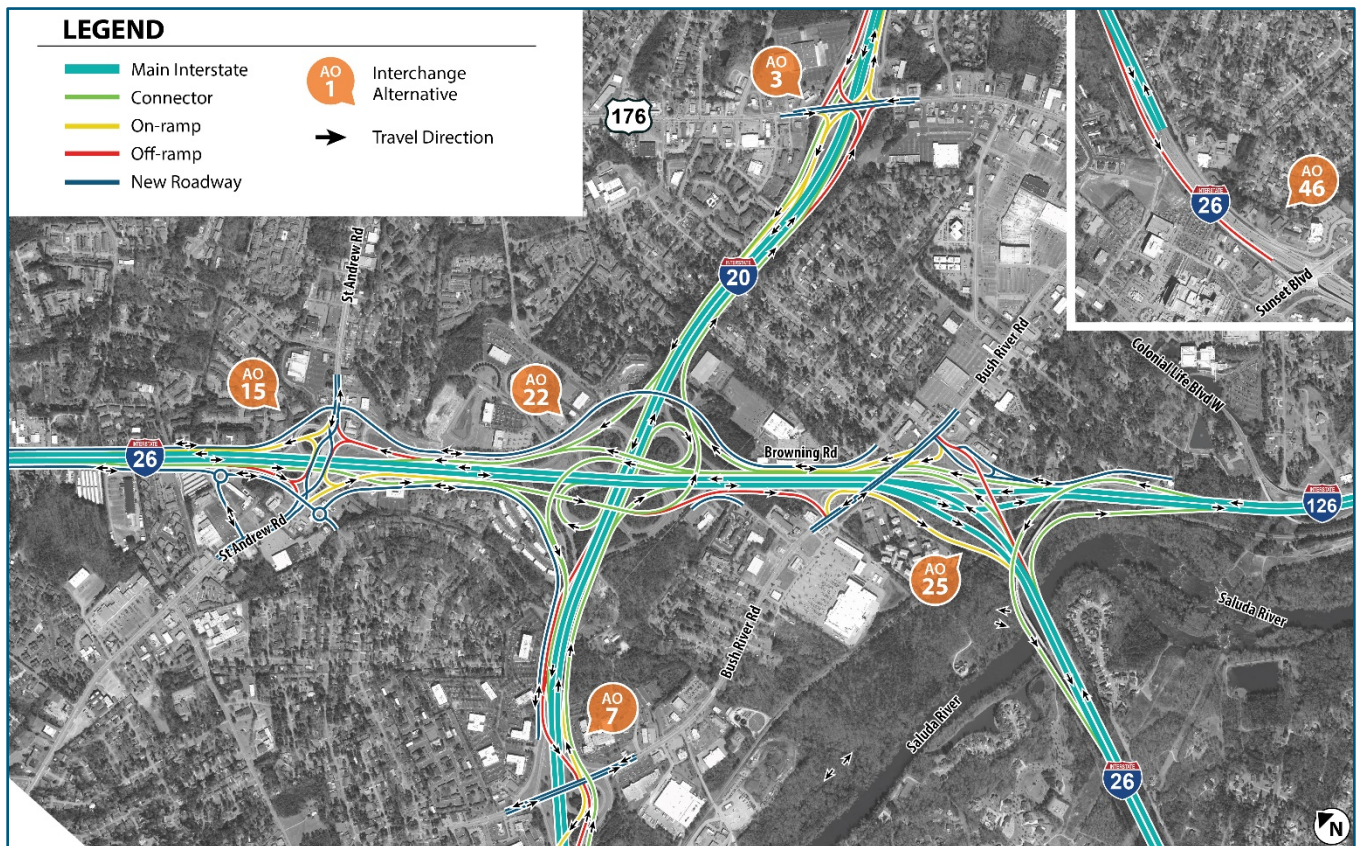 LEGEND
Main Interstate
Connector
On-ramp
Off-ramp
New Roadway
AO
1
Interchange
Alternative
Travel Direction
AO
3
176
INTERSTATE
26
AO
46
Sunset Blvd
St Andrew Rd
INTERSTATE
20
Bush River Rd
Colonial Life Blvd W
AO
15
AO
22
INTERSTATE
26
Browning Rd
INTERSTATE
126
St Andrew Rd
AO
25
Saluda River
Bush River Rd
Saluda River
AO
7
INTERSTATE
26
N